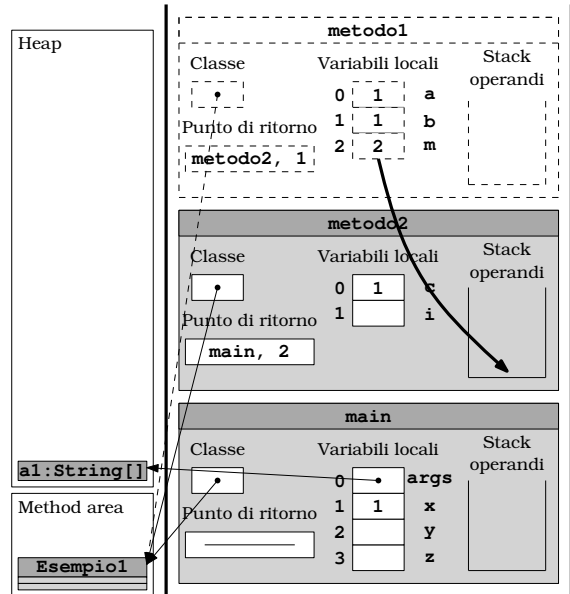 Heap
a1:String[]
Method area
Esempio1
metodo1
Classe
Variabili locali
Stack
operandi
0 1 a
1 1 b
2 2 m
Punto di ritorno
metodo2, 1
metodo2
Classe
Variabili locali
Stack
operandi
0 1 c
1 i
Punto di ritorno
main, 2
main
Classe
Variabili locali
Stack
operandi
0 args
1 1 x
2 y
3 z
Punto di ritorno